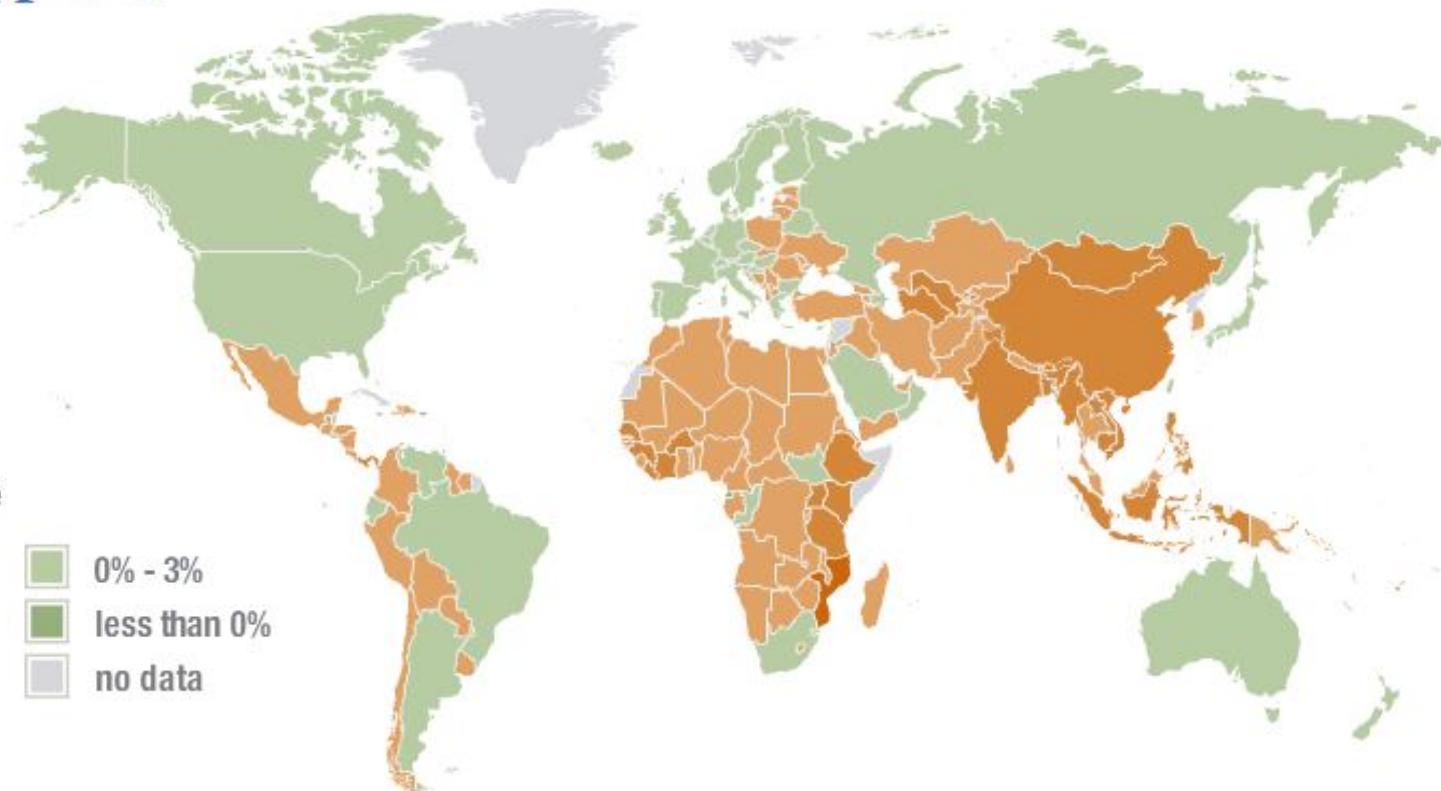 0% - 3%
less than 0%
no data